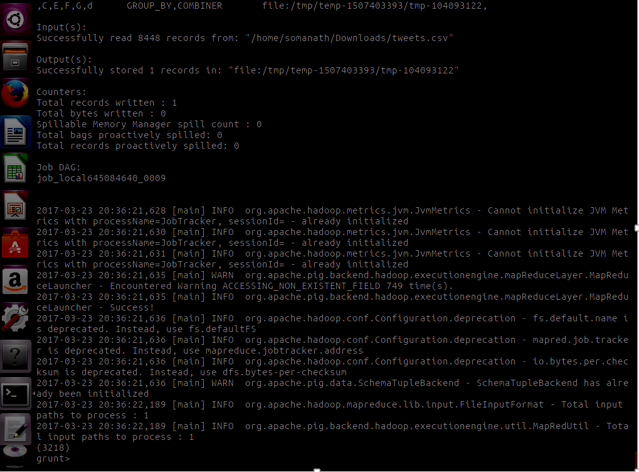 ,C,E,F,G,d GROUP_BY,COMBINER file:/tmp/temp-1507403393/tmp-104093122,
Input(s):
Successfully read 8448 records from: "/home/somanath/Downloads/tweets.csv"
Output(s):
Successfully stored 1 records in: "file:/tmp/temp-1507403393/tmp-104093122"
Counters:
Total records written : 1
Total bytes written : 0
Spillable Memory Manager spill count : 0
Total bags proactively spilled: 0
Total records proactively spilled: 0
Job DAG:
job_local645084640_0009
2017-03-23 20:36:21,628 [main] INFO org.apache.hadoop.metrics.jvm.JvmMetrics - Cannot initialize JVM Met
rics with processName=JobTracker, sessionId= - already initialized
2017-03-23 20:36:21,630 [main] INFO org.apache.hadoop.metrics.jvm.JvmMetrics - Cannot initialize JVM Met
rics with processName=JobTracker, sessionId= - already initialized
2017-03-23 20:36:21,631 [main] INFO org.apache.hadoop.metrics.jvm.JvmMetrics - Cannot initialize JVM Met
rics with processName=JobTracker, sessionId= - already initialized
2017-03-23 20:36:21,635 [main] WARN org.apache.pig.backend.hadoop.executionengine.mapReduceLayer.MapRedu
ceLauncher - Encountered Warning ACCESSING_NON_EXISTENT_FIELD 749 time(s).
2017-03-23 20:36:21,635 [main] INFO org.apache.pig.backend.hadoop.executionengine.mapReduceLayer.MapRedu
ceLauncher - Success!
2017-03-23 20:36:21,636 [main] INFO org.apache.hadoop.conf.Configuration.deprecation - fs.default.name i
s deprecated. Instead, use fs.defaultFS
2017-03-23 20:36:21,636 [main] INFO org.apache.hadoop.conf.Configuration.deprecation - mapred.job.tracke
r is deprecated. Instead, use mapreduce.jobtracker.address
2017-03-23 20:36:21,636 [main] INFO org.apache.hadoop.conf.Configuration.deprecation - io.bytes.per.chec
ksum is deprecated. Instead, use dfs.bytes-per-checksum
2017-03-23 20:36:21,636 [main] WARN org.apache.pig.data.SchemaTupleBackend - SchemaTupleBackend has alre
ady been initialized
2017-03-23 20:36:22,189 [main] INFO org.apache.hadoop.mapreduce.lib.input.FileInputFormat - Total input
paths to process : 1
2017-03-23 20:36:22,189 [main] INFO org.apache.pig.backend.hadoop.executionengine.util.MapRedUtil - Tota
l input paths to process : 1
(3218)
grunt>